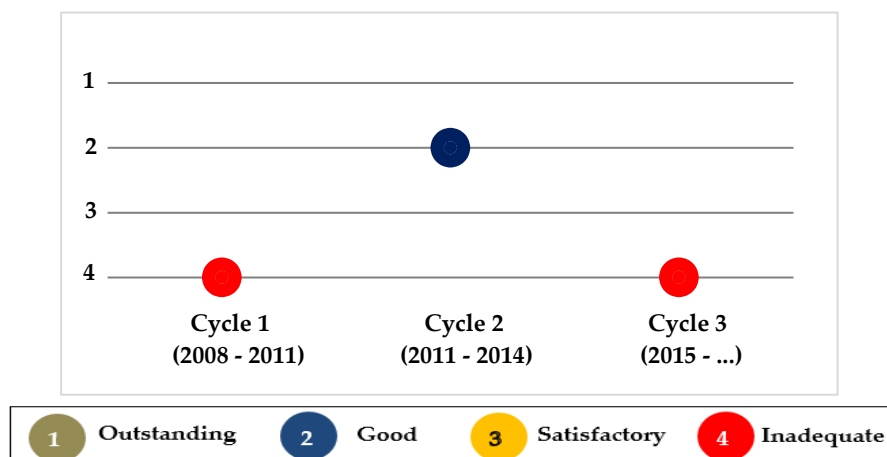 1
2
3
4
Cycle 1 Cycle 2 Cycle 3
(2008 - 2011) (2011 - 2014) (2015 - ...)
1 Outstanding 2 Good 3 Satisfactory 4 Inadequate